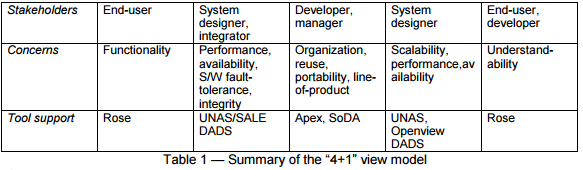 Stakeholders End-user System designer, integrator Developer, manager System designer End-user, developer
Concerns Functionality Performance, availability, S/W fault-tolerance, integrity Organization, reuse, portability, line-of-product Scalability, performance,av ailability Understand-ability
Tool support Rose UNAS/SALE DADS Apex, SoDA UNAS, Openview DADS Rose
Table 1 — Summary of the “4+1” view model